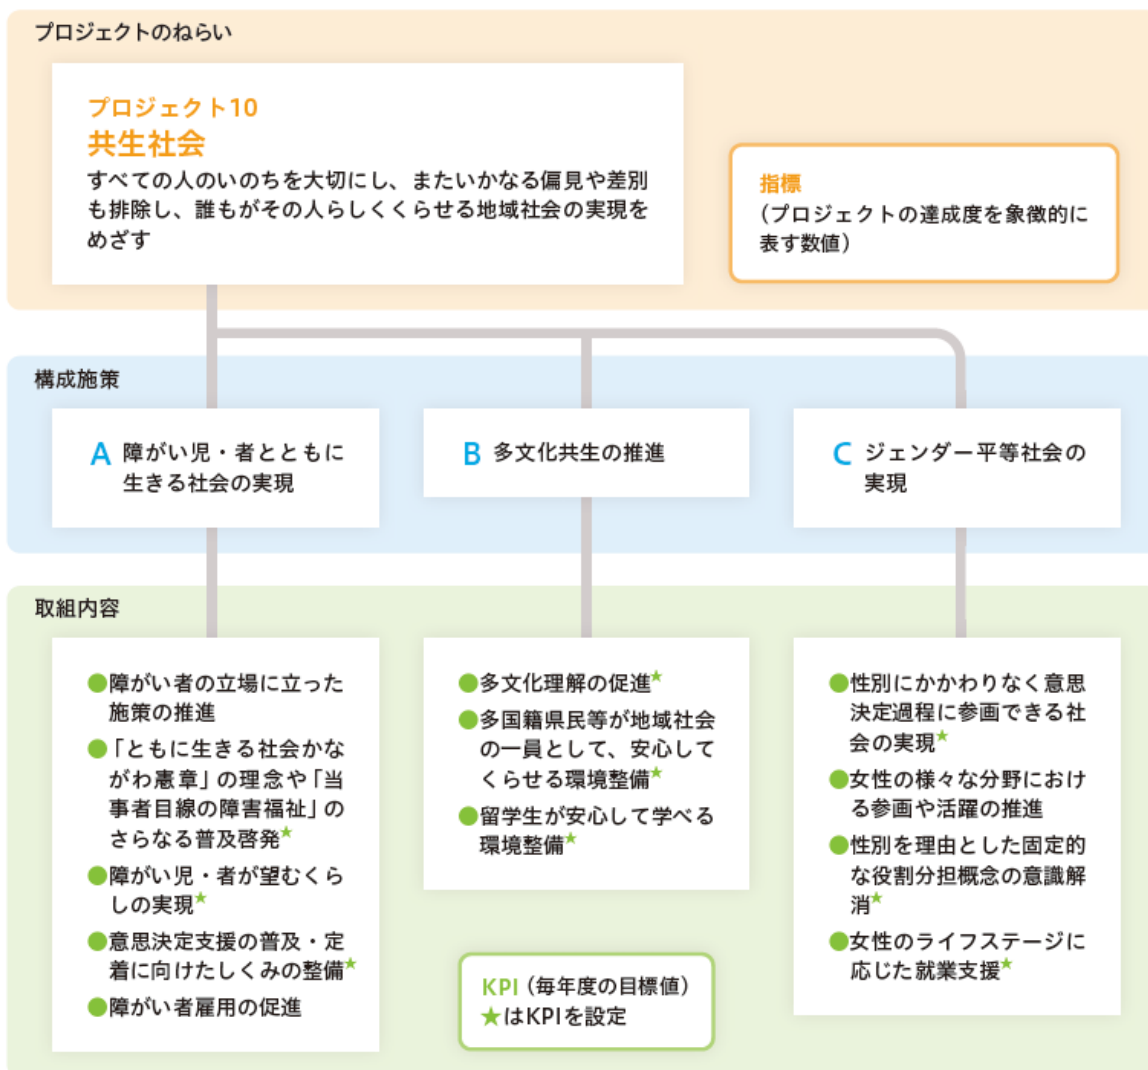 プロジェクトのねらい
プロジェクト10
共生社会
すべての人のいのちを大切にし、またいかなる偏見や差別
も排除し、誰もがその人らしくくらせる地域社会の実現を
めざす
指標
（プロジェクトの達成度を象徴的に
表す数値）
構成施策
A 障がい児・者とともに
生きる社会の実現
B 多文化共生の推進
C ジェンダー平等社会の
実現
取組内容
●障がい者の立場に立った
施策の推進
●「ともに生きる社会かな
がわ憲章」の理念や「当
事者目線の障害福祉」の
さらなる普及啓発★
●障がい児・者が望むくら
しの実現★
●意思決定支援の普及・定
着に向けたしくみの整備★
●障がい者雇用の促進
●多文化理解の促進★
●多国籍県民等が地域社会
の一員として、安心して
くらせる環境整備★
●留学生が安心して学べる
環境整備★
KPI（毎年度の目標値）
★はKPIを設定
●性別にかかわりなく意思
決定過程に参画できる社
会の実現★
●女性の様々な分野におけ
る参画や活躍の推進
●性別を理由とした固定的
な役割分担概念の意識解
消★
●女性のライフステージに
応じた就業支援★